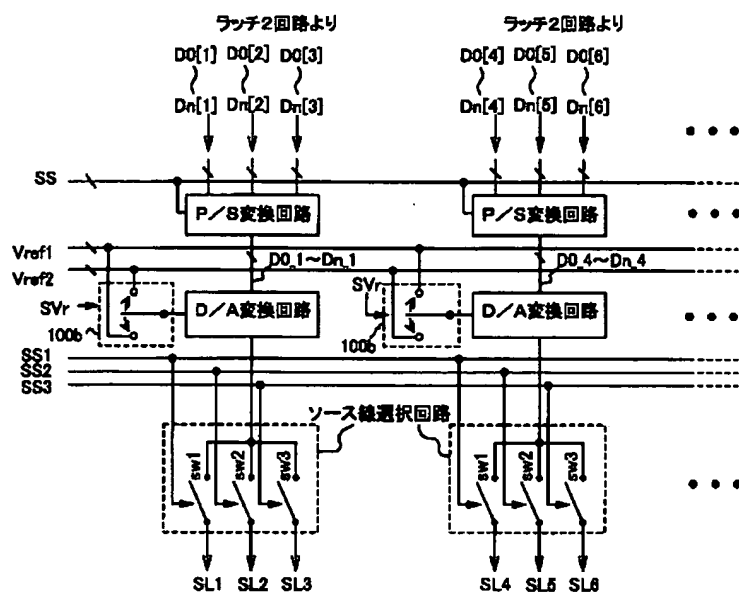 ラッチ2回路より ラッチ2回路より
D0[1] D0[2] D0[3] D0[4] D0[5] D0[6]
Dn[1] Dn[2] Dn[3] Dn[4] Dn[5] Dn[6]
SS
P/S変換回路 P/S変換回路
Vref1
D0_1～Dn_1 D0_4～Dn_4
Vref2
SVr SVr
D/A変換回路 D/A変換回路
100b 100b
SS1
SS2
SS3
ソース線選択回路
sw1 sw2 sw3 sw1 sw2 sw3
SL1 SL2 SL3 SL4 SL5 SL6